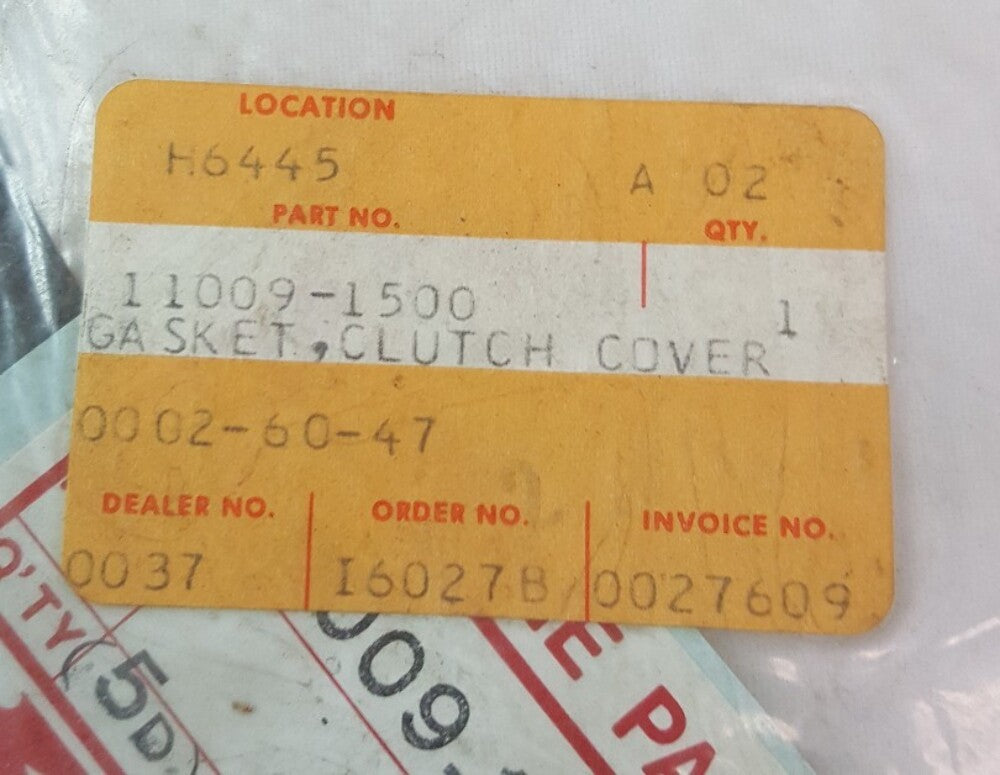 LOCATION
H6445 A 02
PART NO. QTY.
11009-1500 1
GASKET,CLUTCH COVER
0002-60-47
DEALER NO. ORDER NO. INVOICE NO.
0037 I6027B 0027609
Q'TY
(5D)
009
E PA